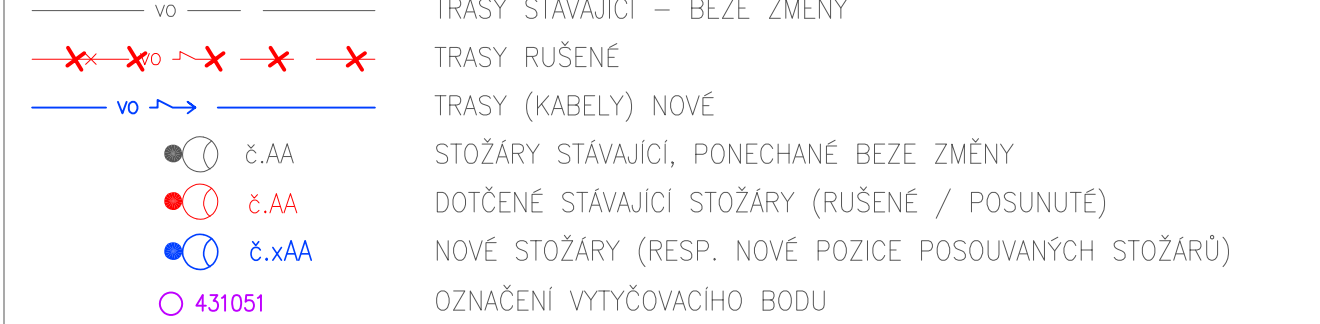 VO TRASY STÁVAJÍCÍ – BEZE ZMĚNY
VO TRASY RUŠENÉ
VO TRASY (KABELY) NOVÉ
č.AA STOŽÁRY STÁVAJÍCÍ, PONECHANÉ BEZE ZMĚNY
č.AA DOTČENÉ STÁVAJÍCÍ STOŽÁRY (RUŠENÉ / POSUNUTÉ)
č.xAA NOVÉ STOŽÁRY (RESP. NOVÉ POZICE POSOUVANÝCH STOŽÁRŮ)
431051 OZNAČENÍ VYTYČOVACÍHO BODU